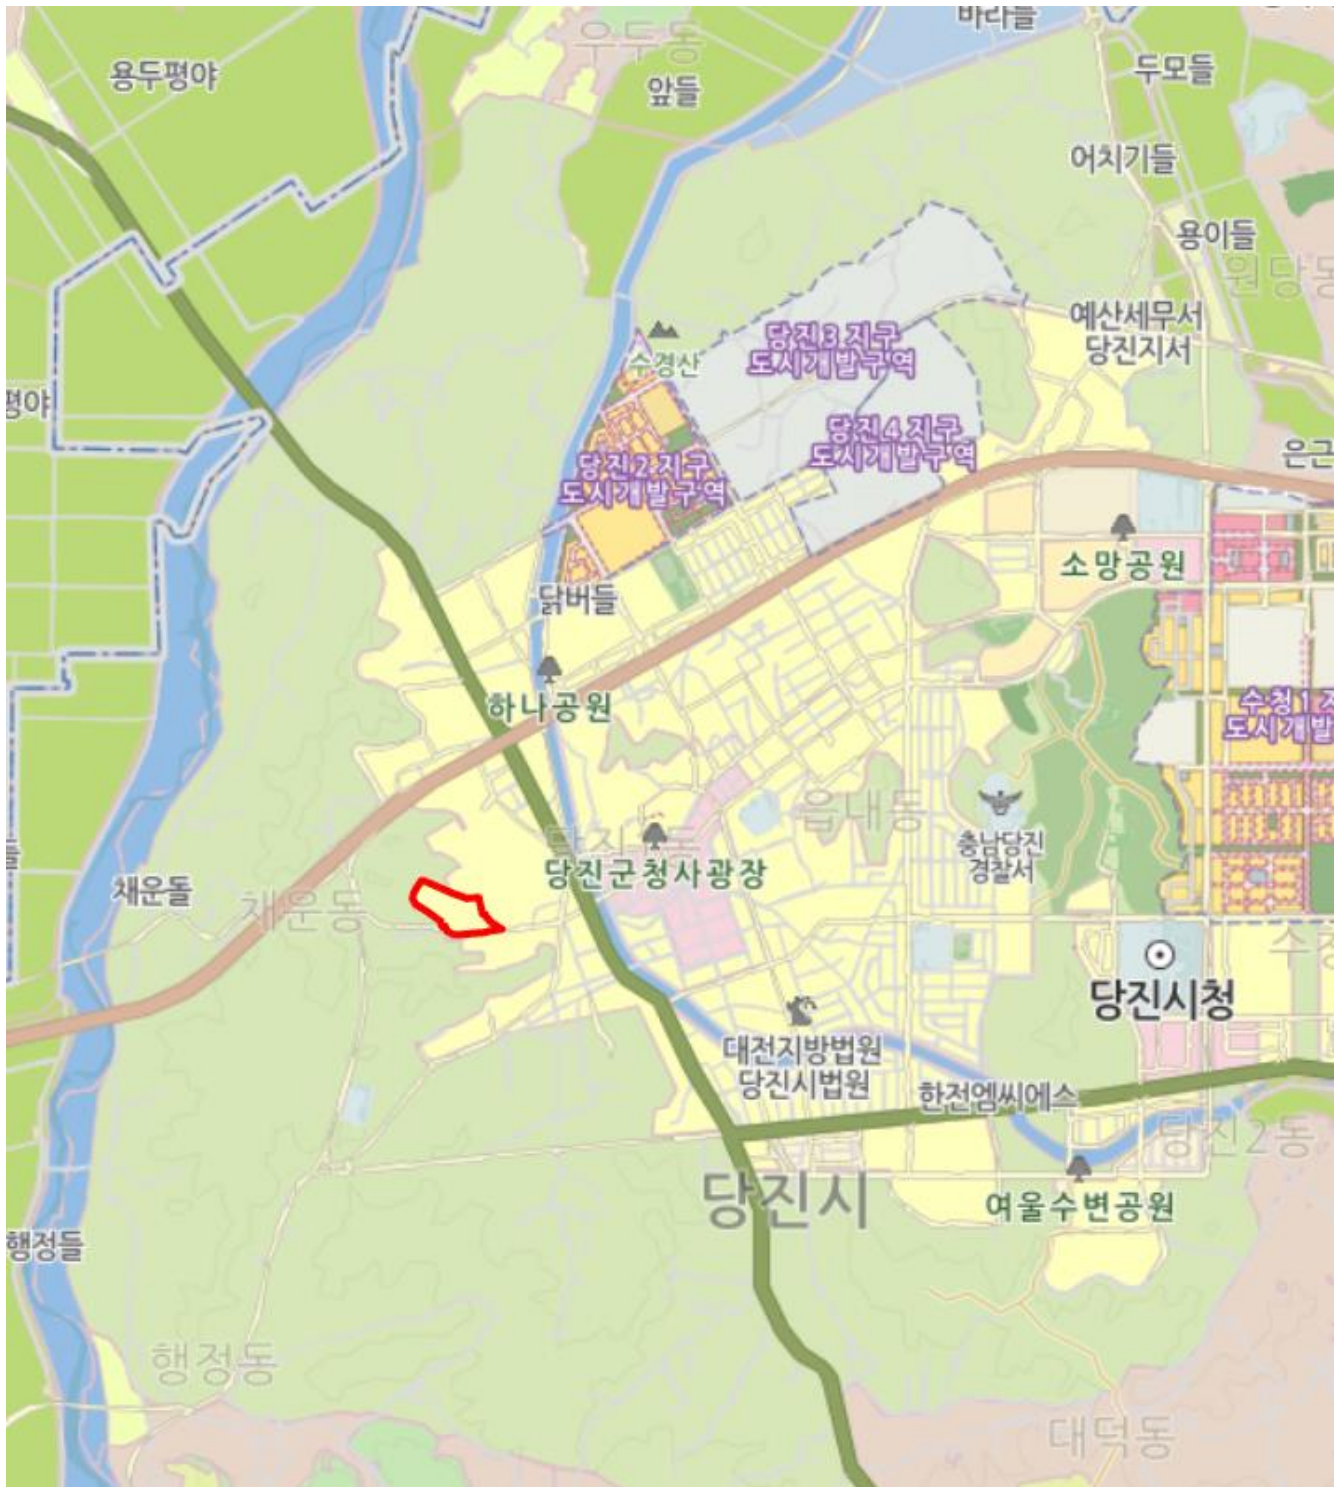 바라들
우두동
용두평야
앞들
두모들
어치기들
용이들
원당동
예산세무서
당진지서
당진3지구
도시개발구역
수경산
평야
당진4지구
도시개발구역
은근
당진2지구
도시개발구역
소망공원
닭버들
하나공원
수청1지
도시개발
읍내동
충남당진
경찰서
당진군청사광장
채운돌
채운동
당진시청
대전지방법원
당진시법원
한전엠씨에스
당진2동
당진시
여울수변공원
행정들
행정동
대덕동